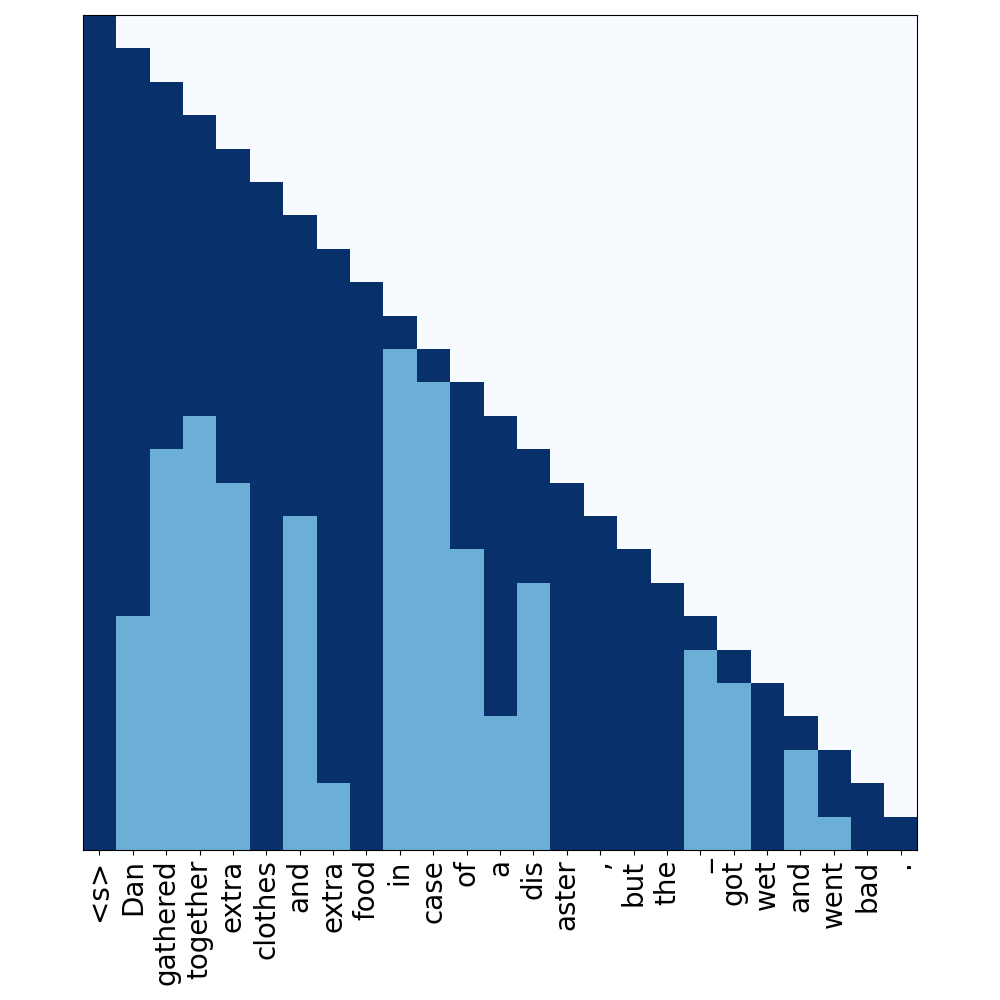 <s> Dan gathered together extra clothes and extra food in case of a dis aster , but the _ got wet and went bad .